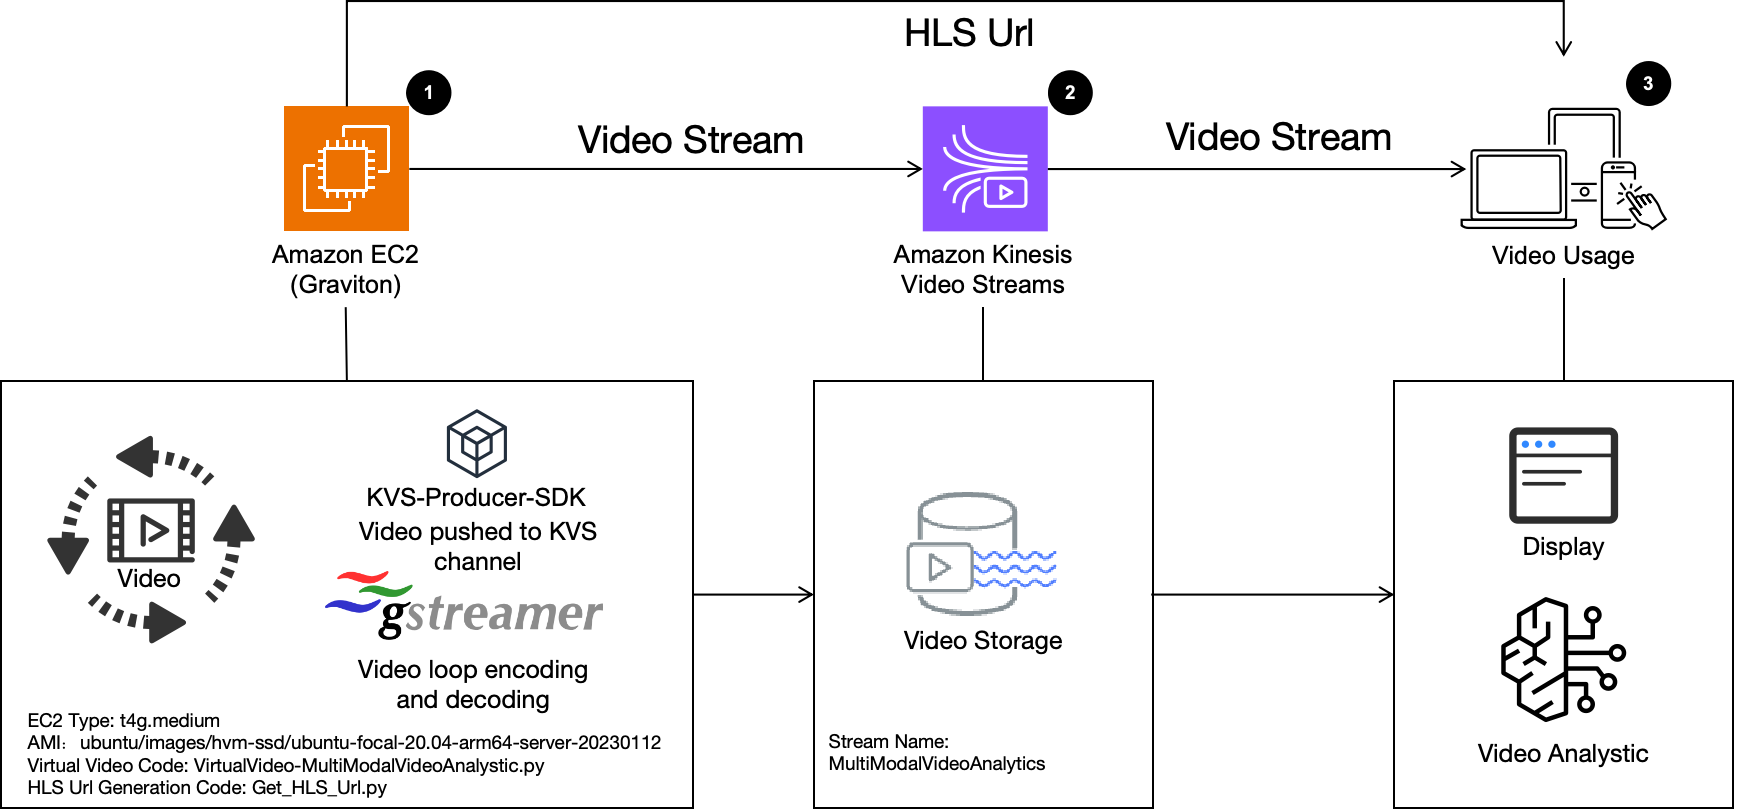 HLS Url
1
2
3
Video Stream
Video Stream
Amazon EC2
(Graviton)
Amazon Kinesis
Video Streams
Video Usage
KVS-Producer-SDK
Video pushed to KVS
channel
Video
gstreamer
Video loop encoding
and decoding
EC2 Type: t4g.medium
AMI： ubuntu/images/hvm-ssd/ubuntu-focal-20.04-arm64-server-20230112
Virtual Video Code: VirtualVideo-MultiModalVideoAnalystic.py
HLS Url Generation Code: Get_HLS_Url.py
Video Storage
Stream Name:
MultiModalVideoAnalytics
Display
Video Analystic